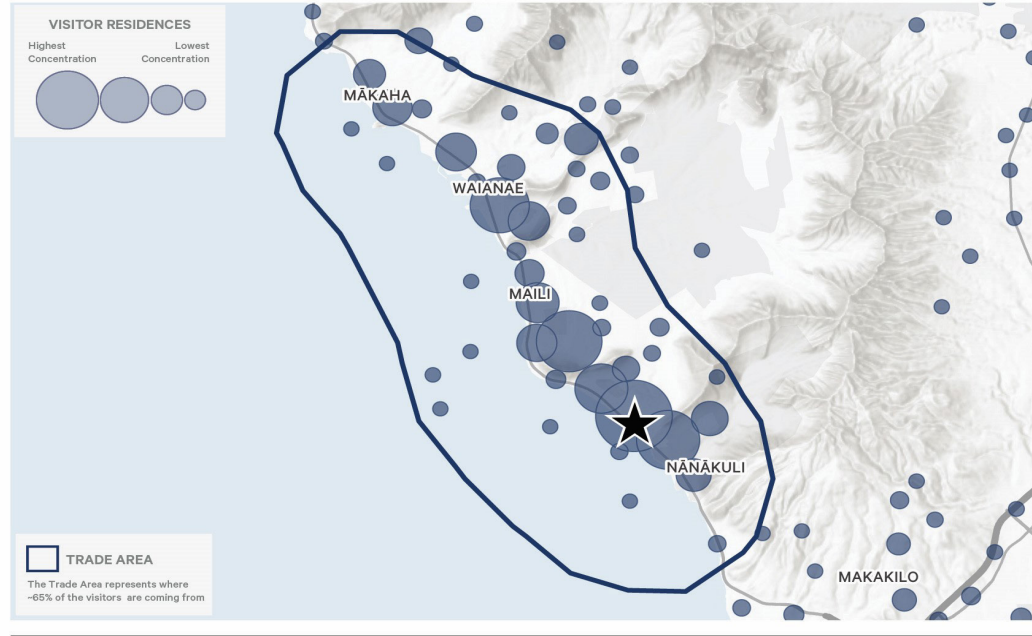 VISITOR RESIDENCES
Highest
Concentration
Lowest
Concentration
MĀKAHA
WAIANAE
MAILI
NĀNĀKULI
MAKAKILO
TRADE AREA
The Trade Area represents where
~65% of the visitors are coming from